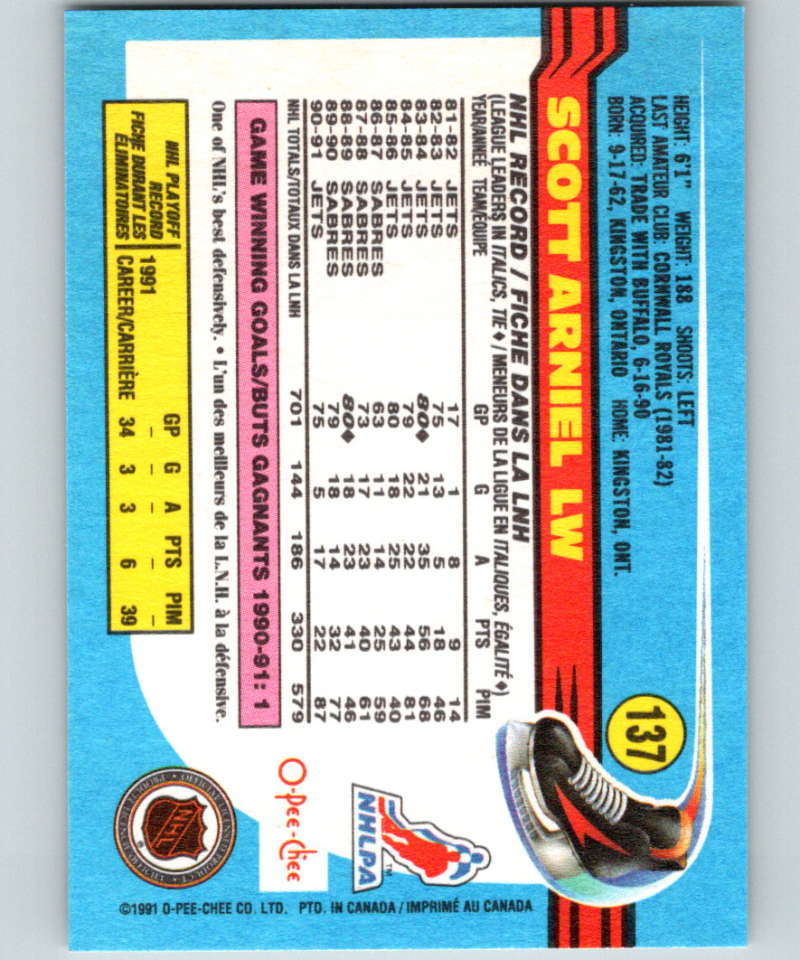 137
HEIGHT: 6'1" WEIGHT: 188 SHOOTS: LEFT
LAST AMATEUR CLUB: CORNWALL ROYALS (1981-82)
ACQUIRED: TRADE WITH BUFFALO, 6-16-90
BORN: 9-17-62, KINGSTON, ONTARIO HOME: KINGSTON, ONT.
SCOTT ARNIEL LW
NHL RECORD / FICHE DANS LA LNH
(LEAGUE LEADERS IN ITALICS, TIE ♦ / MENEURS DE LA LIGUE EN ITALIQUES, ÉGALITÉ ♦)
YEAR/ANNÉE TEAM/ÉQUIPE GP G A PTS PIM
81-82 JETS 17 1 8 9 14
82-83 JETS 75 13 5 18 46
83-84 JETS 80♦ 21 35 56 68
84-85 JETS 79 22 22 44 81
85-86 JETS 80 18 25 43 40
86-87 SABRES 63 11 14 25 59
87-88 SABRES 73 17 23 40 61
88-89 SABRES 80♦ 18 23 41 46
89-90 SABRES 79 18 14 32 77
90-91 JETS 75 5 17 22 87
NHL TOTALS/TOTAUX DANS LA LNH 701 144 186 330 579
GAME WINNING GOALS/BUTS GAGNANTS 1990-91: 1
One of NHL's best defensively. • L'un des meilleurs de la L.N.H. à la défensive.
NHL PLAYOFF RECORD
FICHE DURANT LES ÉLIMINATOIRES
GP G A PTS PIM
1991 – – – – –
CAREER/CARRIÈRE 34 3 3 6 39
NHLPA
TM
O-Pee-Chee
NHL
©1991 O-PEE-CHEE CO. LTD. PTD. IN CANADA / IMPRIMÉ AU CANADA